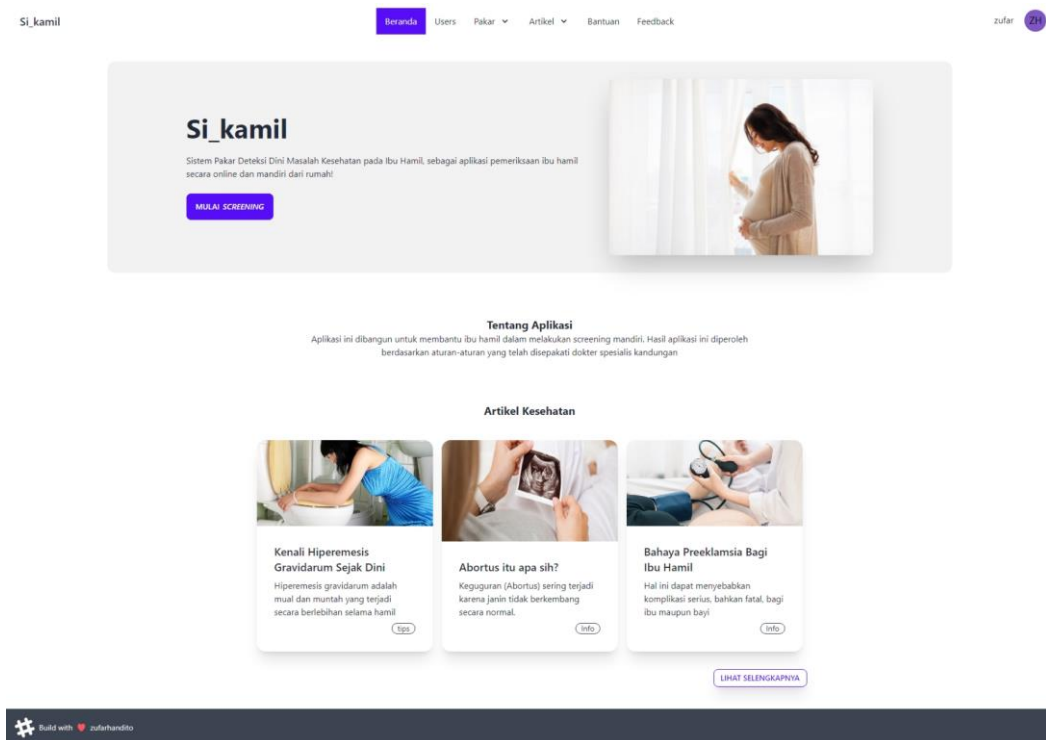 Si_kamil
Beranda Users Pakar Artikel Bantuan Feedback
zufar ZH
Si_kamil
Sistem Pakar Deteksi Dini Masalah Kesehatan pada Ibu Hamil, sebagai aplikasi pemeriksaan ibu hamil
secara online dan mandiri dari rumah!
MULAI SCREENING
Tentang Aplikasi
Aplikasi ini dibangun untuk membantu ibu hamil dalam melakukan screening mandiri. Hasil aplikasi ini diperoleh
berdasarkan aturan-aturan yang telah disepakati dokter spesialis kandungan
Artikel Kesehatan
Kenali Hiperemesis
Gravidarum Sejak Dini
Hiperemesis gravidarum adalah
mual dan muntah yang terjadi
secara berlebihan selama hamil
tips
Abortus itu apa sih?
Keguguran (Abortus) sering terjadi
karena janin tidak berkembang
secara normal.
info
Bahaya Preeklamsia Bagi
Ibu Hamil
Hal ini dapat menyebabkan
komplikasi serius, bahkan fatal, bagi
ibu maupun bayi
info
LIHAT SELENGKAPNYA
Build with ❤ zufarhandito